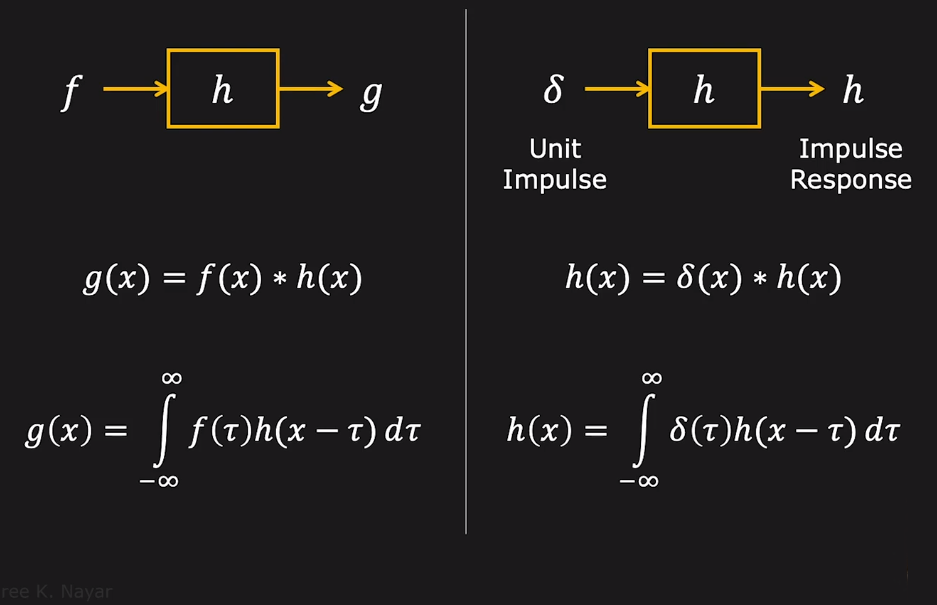 f → h → g
g(x) = f(x) ∗ h(x)
g(x) = ∫_{−∞}^{∞} f(τ)h(x − τ) dτ
δ → h → h
Unit
Impulse
Impulse
Response
h(x) = δ(x) ∗ h(x)
h(x) = ∫_{−∞}^{∞} δ(τ)h(x − τ) dτ
ree K. Nayar